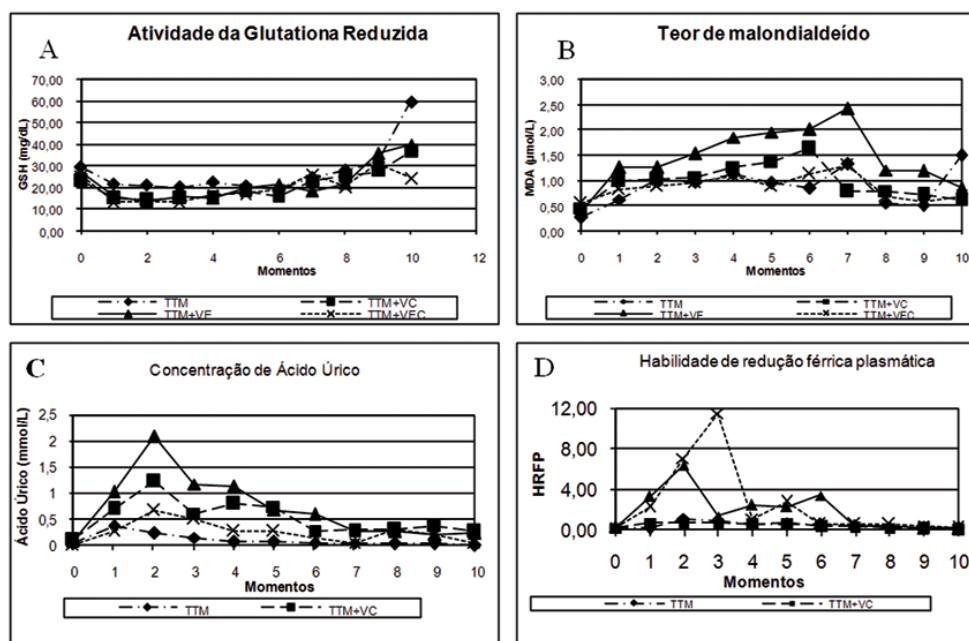 A
Atividade da Glutationa Reduzida
GSH (mg/dL)
70,00
60,00
50,00
40,00
30,00
20,00
10,00
0,00
0 2 4 6 8 10 12
Momentos
TTM TTM+VC
TTM+VE TTM+VEC
B
Teor de malondialdeído
MDA (µmol/L)
3,00
2,50
2,00
1,50
1,00
0,50
0,00
0 1 2 3 4 5 6 7 8 9 10
Momentos
TTM TTM+VC
TTM+VE TTM+VEC
C
Concentração de Ácido Úrico
Ácido Úrico (mmol/L)
2,5
2
1,5
1
0,5
0
0 1 2 3 4 5 6 7 8 9 10
Momentos
TTM TTM+VC
D
Habilidade de redução férrica plasmática
HRFP
12,00
8,00
4,00
0,00
0 1 2 3 4 5 6 7 8 9 10
Momentos
TTM TTM+VC